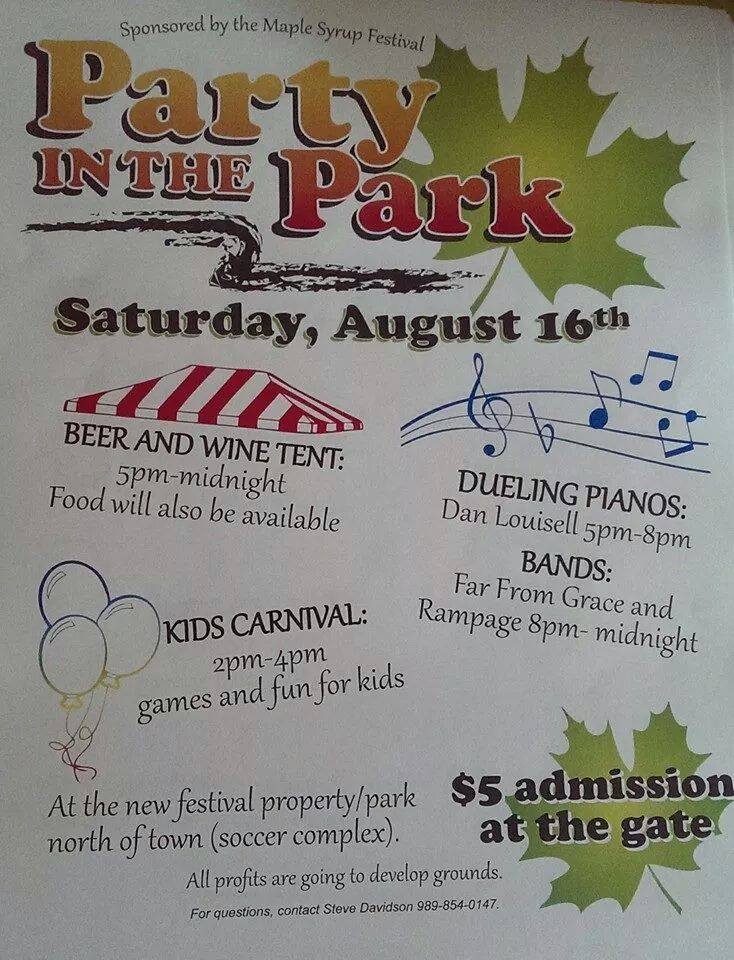 Sponsored by the Maple Syrup Festival
Party
IN THE Park
Saturday, August 16th
BEER AND WINE TENT:
5pm-midnight
Food will also be available
DUELING PIANOS:
Dan Louisell 5pm-8pm
BANDS:
Far From Grace and
Rampage 8pm- midnight
KIDS CARNIVAL:
2pm-4pm
games and fun for kids
At the new festival property/park
north of town (soccer complex).
$5 admission
at the gate
All profits are going to develop grounds.
For questions, contact Steve Davidson 989-854-0147.